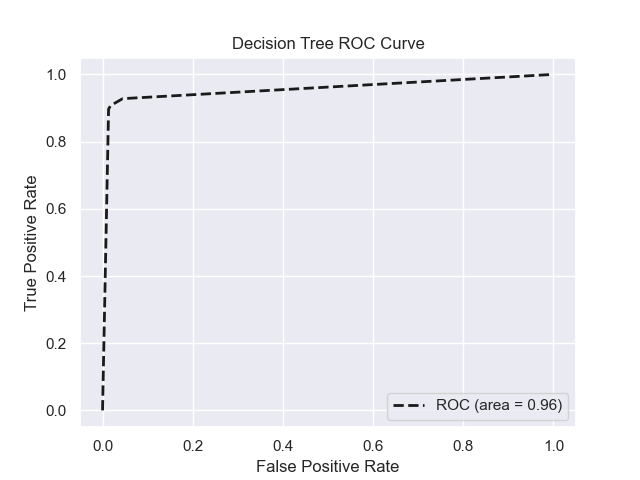 Decision Tree ROC Curve
True Positive Rate
1.0
0.8
0.6
0.4
0.2
0.0
ROC (area = 0.96)
0.0 0.2 0.4 0.6 0.8 1.0
False Positive Rate